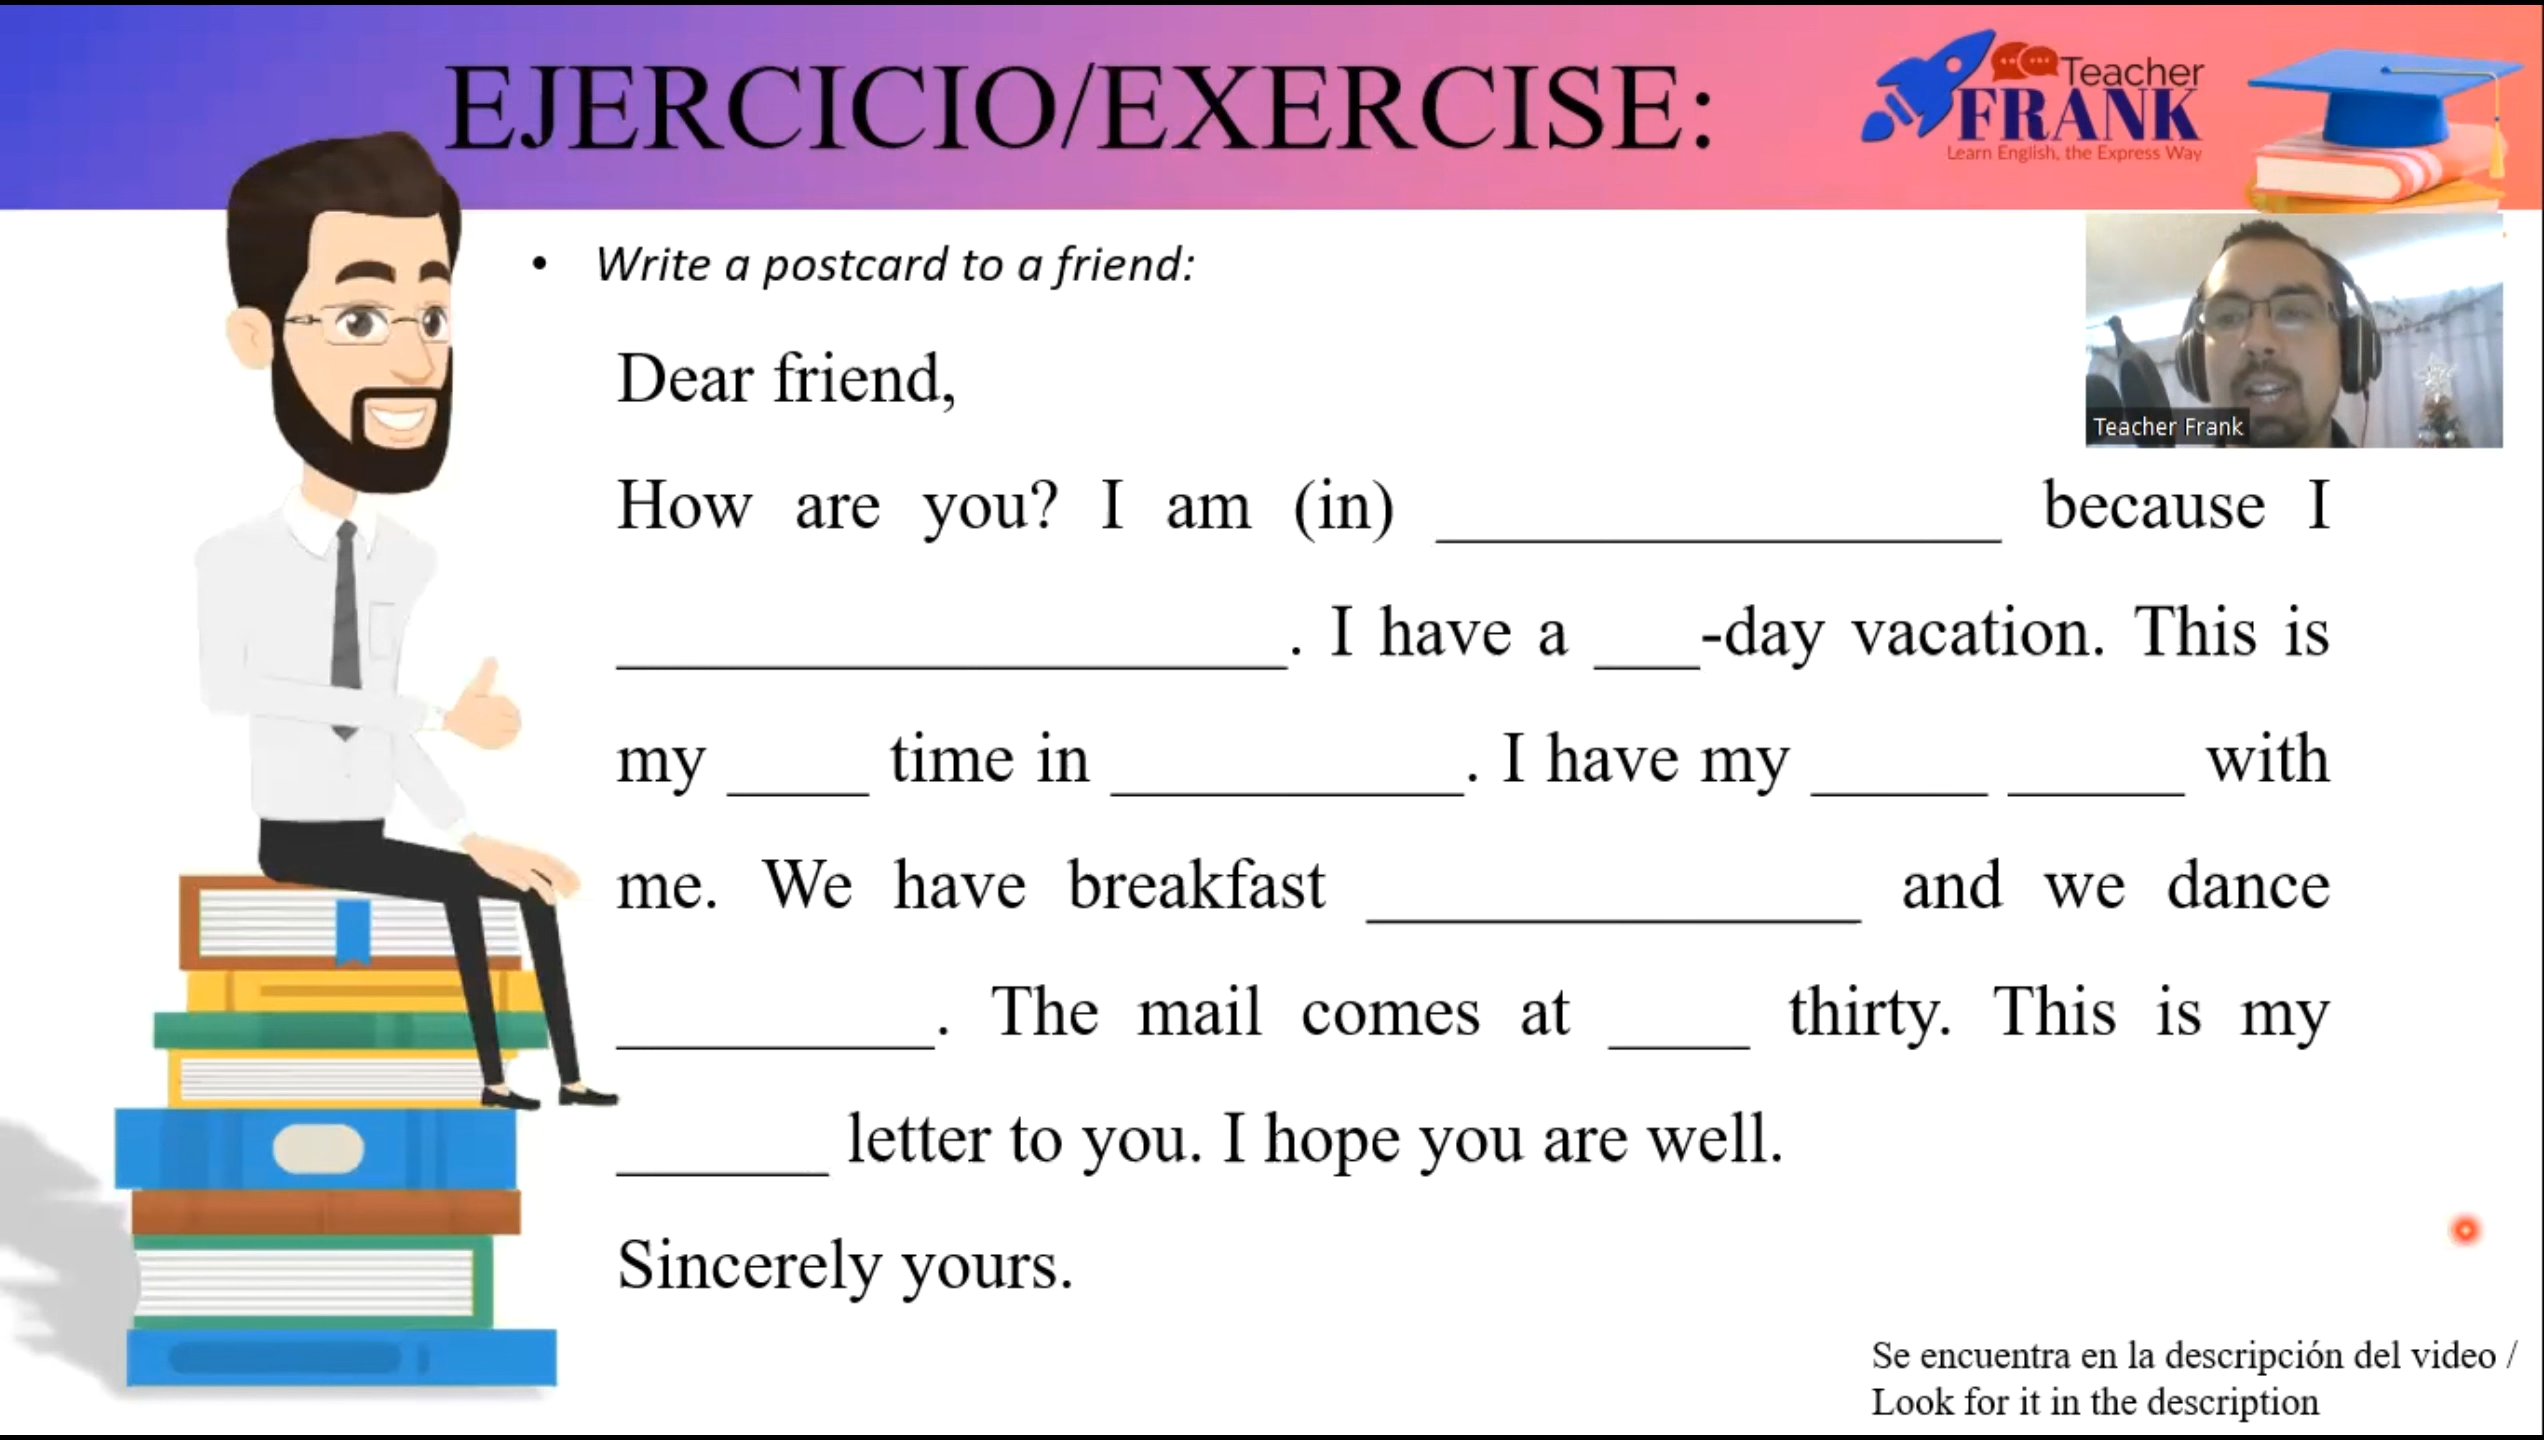 EJERCICIO/EXERCISE:
Teacher
FRANK
Learn English, the Express Way
• Write a postcard to a friend:
Teacher Frank
Dear friend,
How are you? I am (in) ________________ because I
___________________. I have a ___-day vacation. This is
my ____ time in __________. I have my _____ _____ with
me. We have breakfast ______________ and we dance
_________. The mail comes at ____ thirty. This is my
______ letter to you. I hope you are well.
Sincerely yours.
Se encuentra en la descripción del video /
Look for it in the description